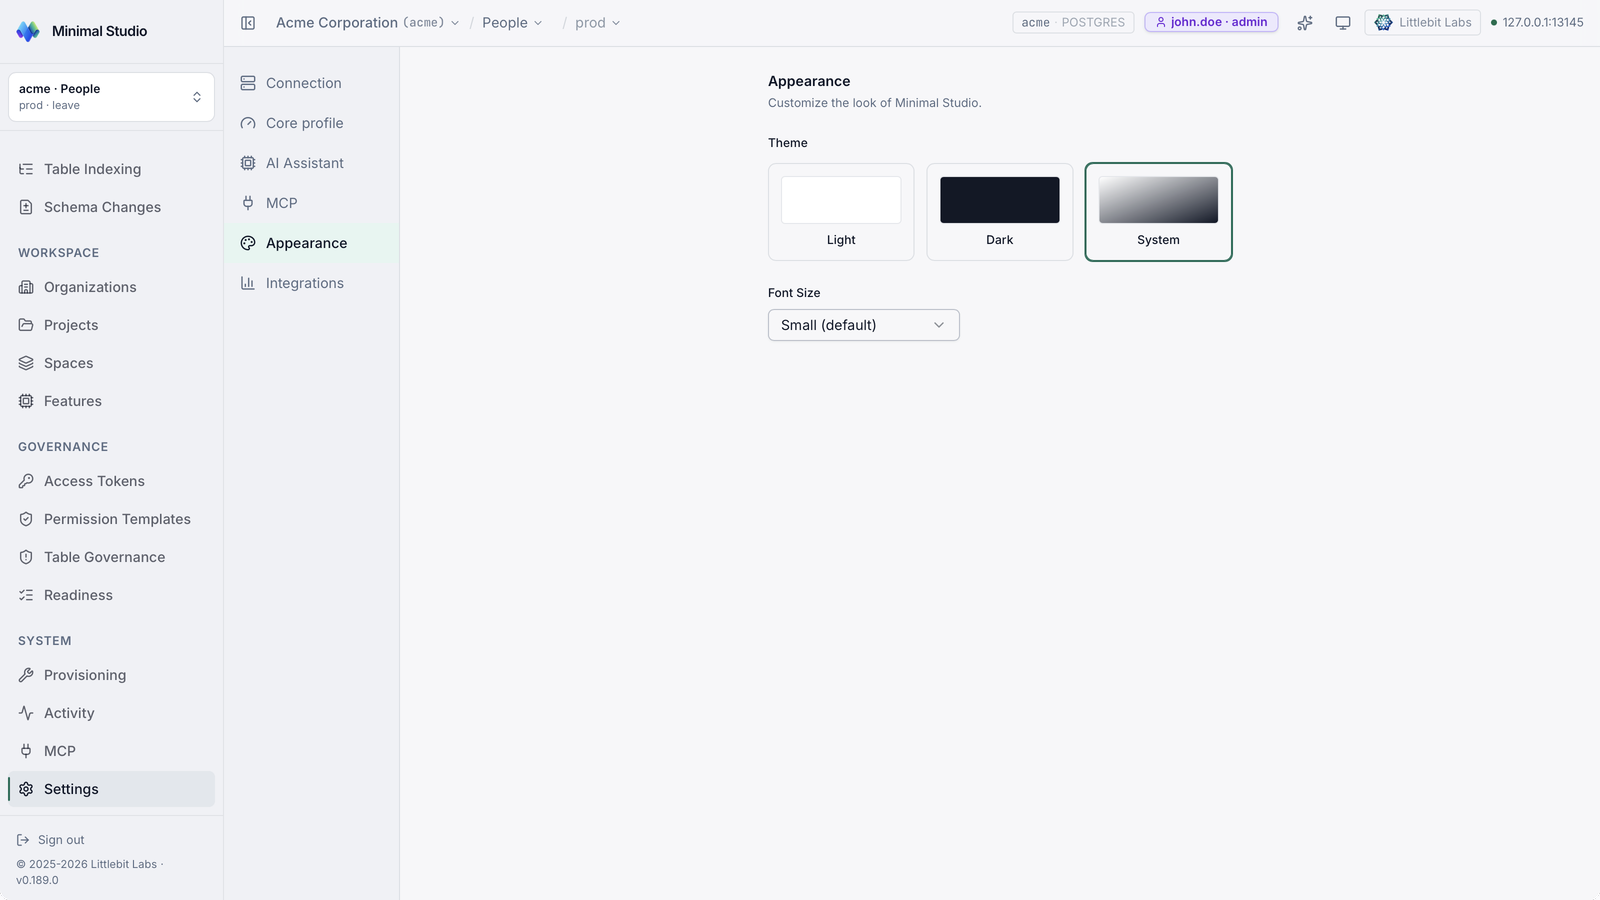 Minimal Studio
acme · People
prod · leave
Table Indexing
Schema Changes
WORKSPACE
Organizations
Projects
Spaces
Features
GOVERNANCE
Access Tokens
Permission Templates
Table Governance
Readiness
SYSTEM
Provisioning
Activity
MCP
Settings
Sign out
© 2025-2026 Littlebit Labs ·
v0.189.0
Acme Corporation (acme) / People / prod
acme · POSTGRES
john.doe · admin
Littlebit Labs
127.0.0.1:13145
Connection
Core profile
AI Assistant
MCP
Appearance
Integrations
Appearance
Customize the look of Minimal Studio.
Theme
Light
Dark
System
Font Size
Small (default)